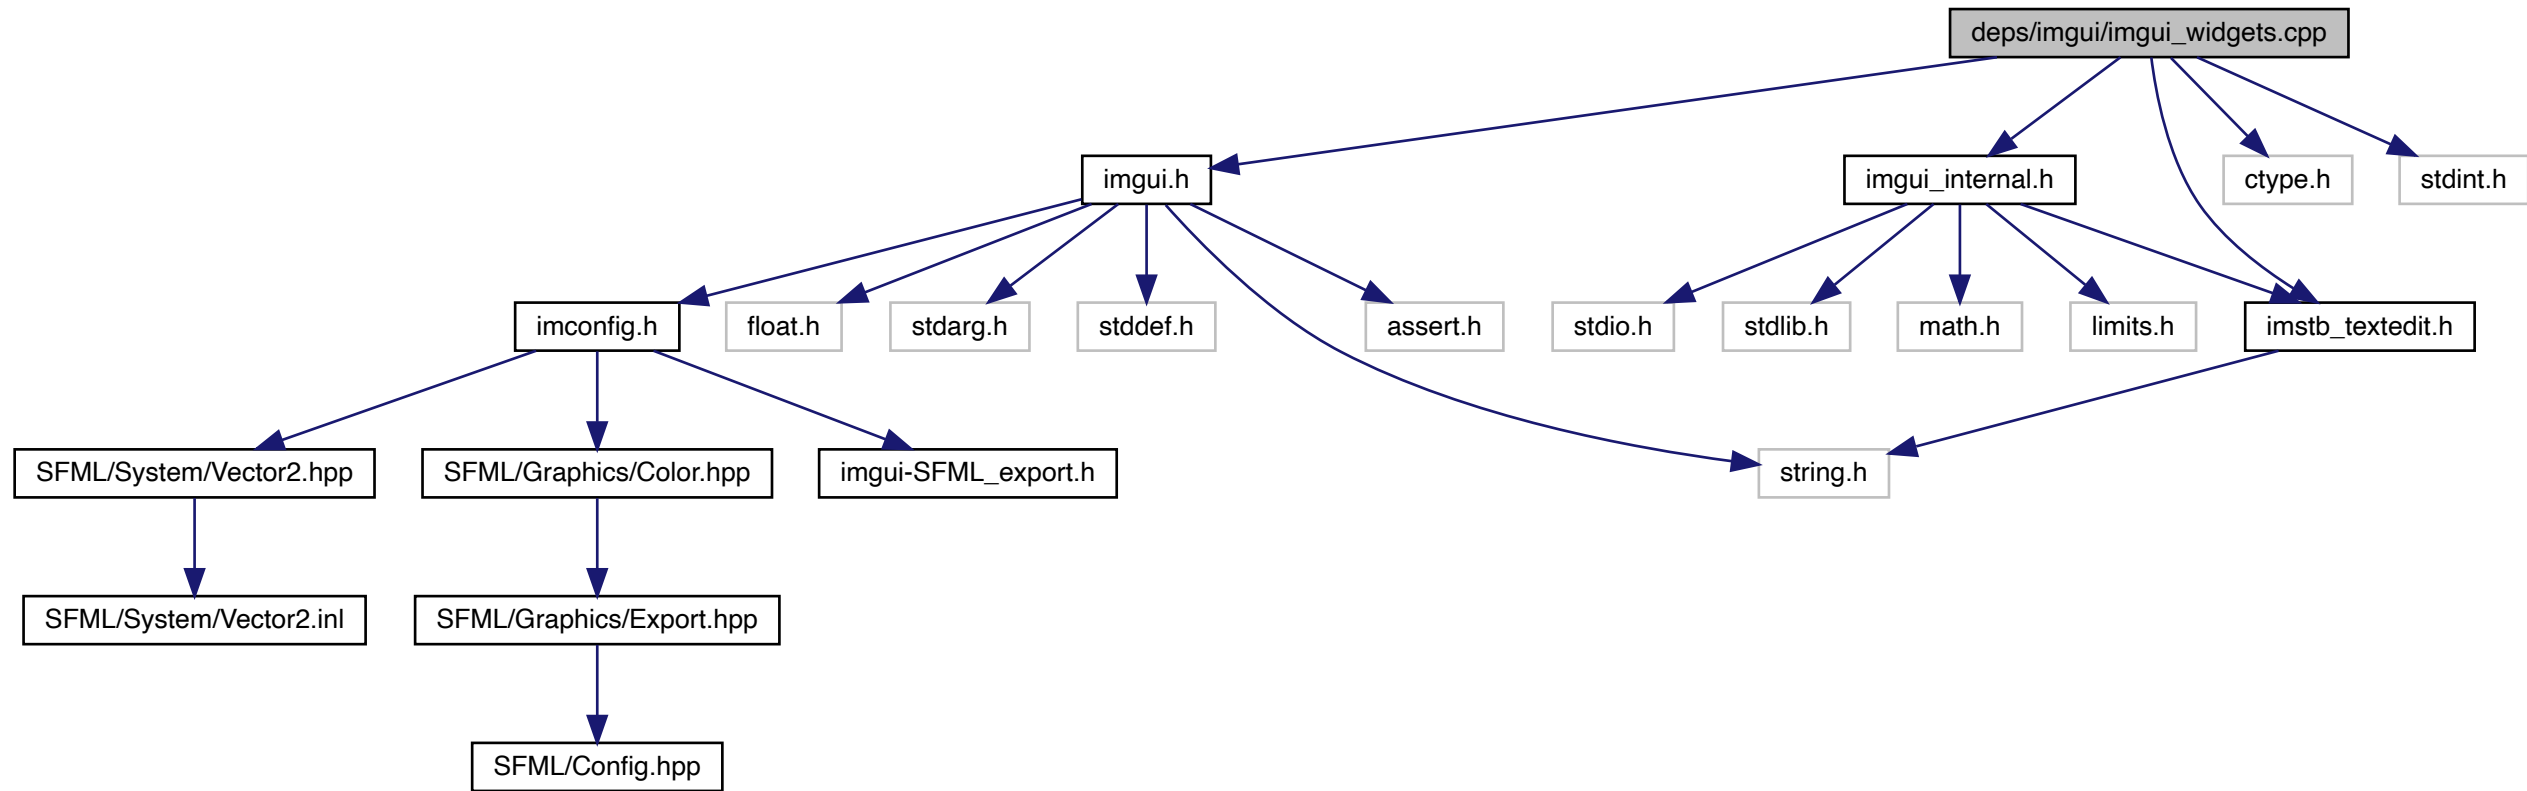 deps/imgui/imgui_widgets.cpp
imgui.h
imgui_internal.h
ctype.h
stdint.h
imconfig.h
float.h
stdarg.h
stddef.h
assert.h
stdio.h
stdlib.h
math.h
limits.h
imstb_textedit.h
SFML/System/Vector2.hpp
SFML/Graphics/Color.hpp
imgui-SFML_export.h
string.h
SFML/System/Vector2.inl
SFML/Graphics/Export.hpp
SFML/Config.hpp